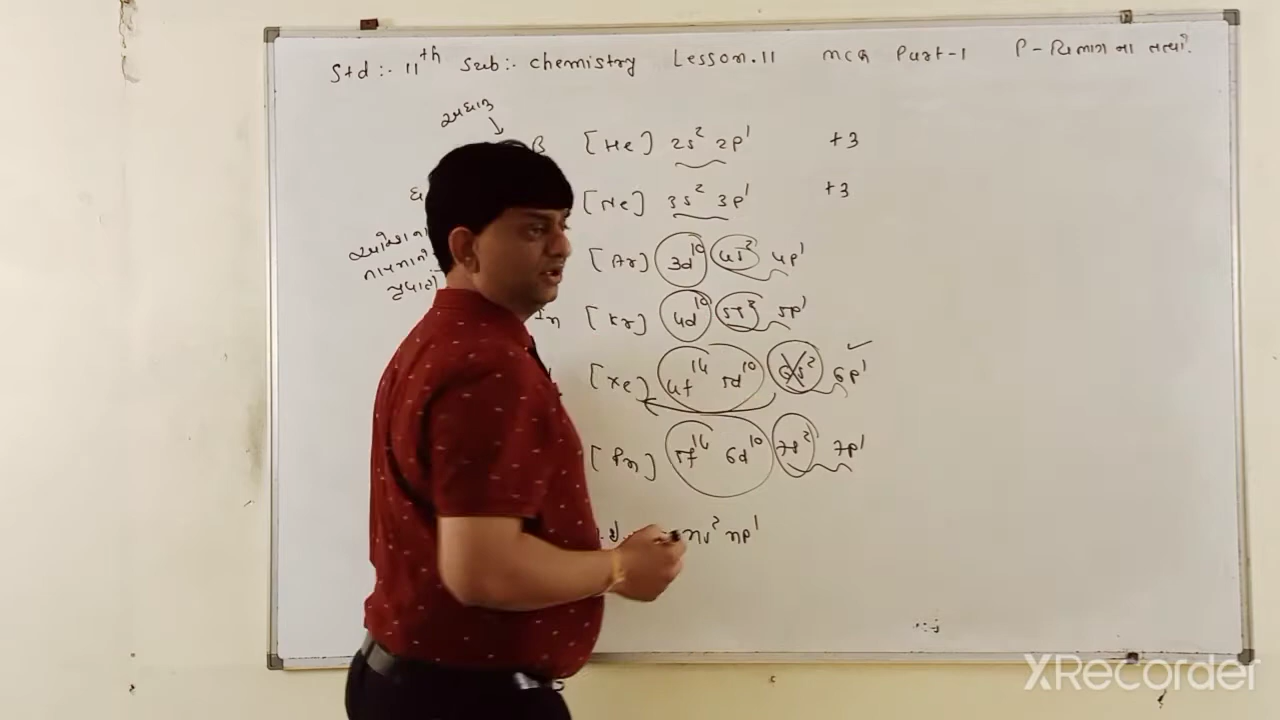 Std :- 11th Sub:- Chemistry Lesson.11 MCQ Part-1 P-વિભાગ ના તત્વો.
અધાતુ
B [He] 2s² 2p¹ +3
[Ne] 3s² 3p¹ +3
[Ar] 3d¹⁰ 4s² 4p¹
In [Kr] 4d¹⁰ 5s² 5p¹
[Xe] 4f¹⁴ 5d¹⁰ 6s² 6p¹
[Rn] 5f¹⁴ 6d¹⁰ 7s² 7p¹
ns² np¹
XRecorder